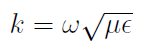 k = ω√με